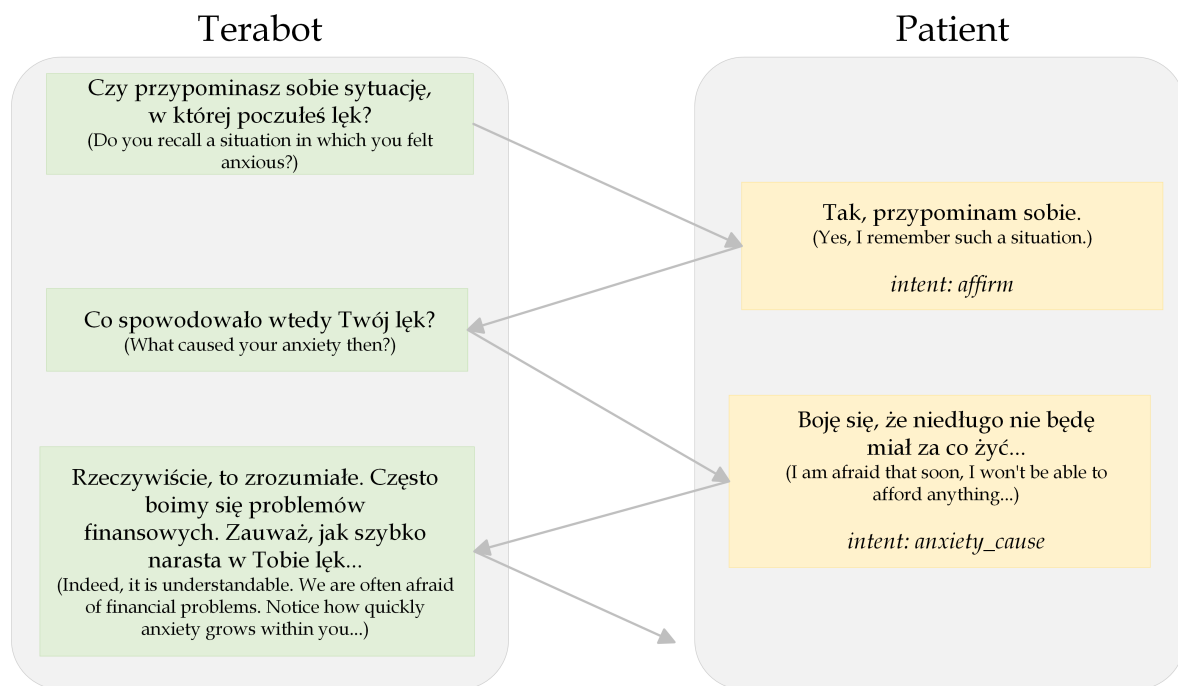 Terabot
Patient
Czy przypominasz sobie sytuację,
w której poczułeś lęk?
(Do you recall a situation in which you felt
anxious?)
Tak, przypominam sobie.
(Yes, I remember such a situation.)
intent: affirm
Co spowodowało wtedy Twój lęk?
(What caused your anxiety then?)
Boję się, że niedługo nie będę
miał za co żyć...
(I am afraid that soon, I won't be able to
afford anything...)
intent: anxiety_cause
Rzeczywiście, to zrozumiałe. Często
boimy się problemów
finansowych. Zauważ, jak szybko
narasta w Tobie lęk...
(Indeed, it is understandable. We are often afraid
of financial problems. Notice how quickly
anxiety grows within you...)